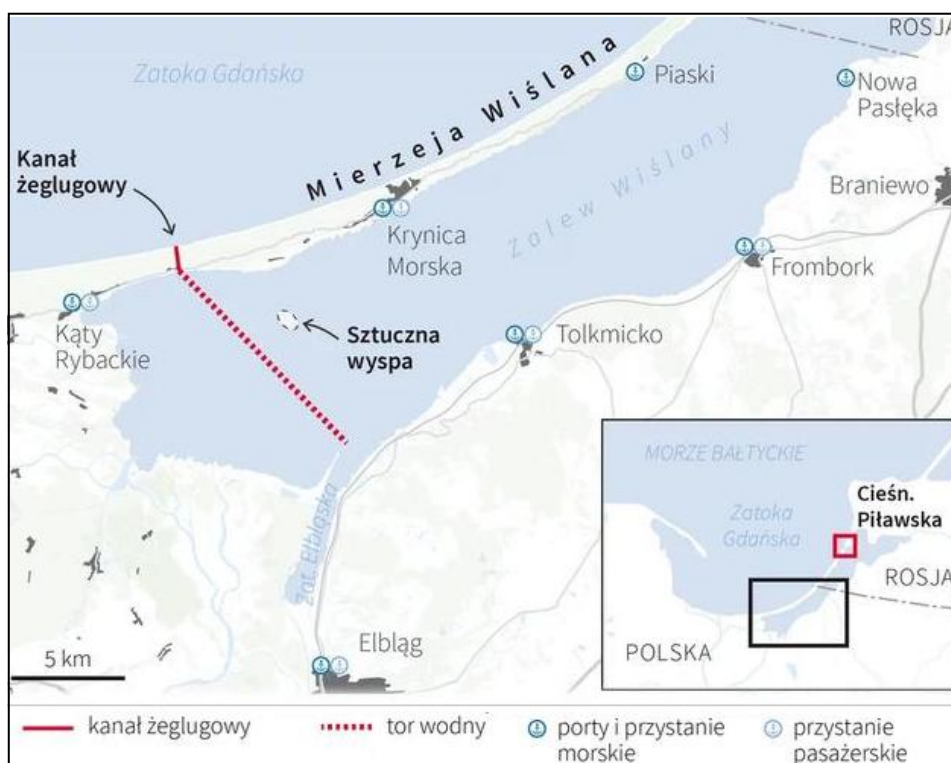 ROSJA
Zatoka Gdańska
Mierzeja Wiślana
Piaski
Nowa
Pasłęka
Kanał
żeglugowy
Zalew Wiślany
Braniewo
Krynica
Morska
Frombork
Kąty
Rybackie
Sztuczna
wyspa
Tolkmicko
MORZE BAŁTYCKIE
Cieśn.
Piławska
Zatoka
Gdańska
ROSJA
POLSKA
Zat. Elbląska
Elbląg
5 km
kanał żeglugowy
tor wodny
porty i przystanie
morskie
przystanie
pasażerskie